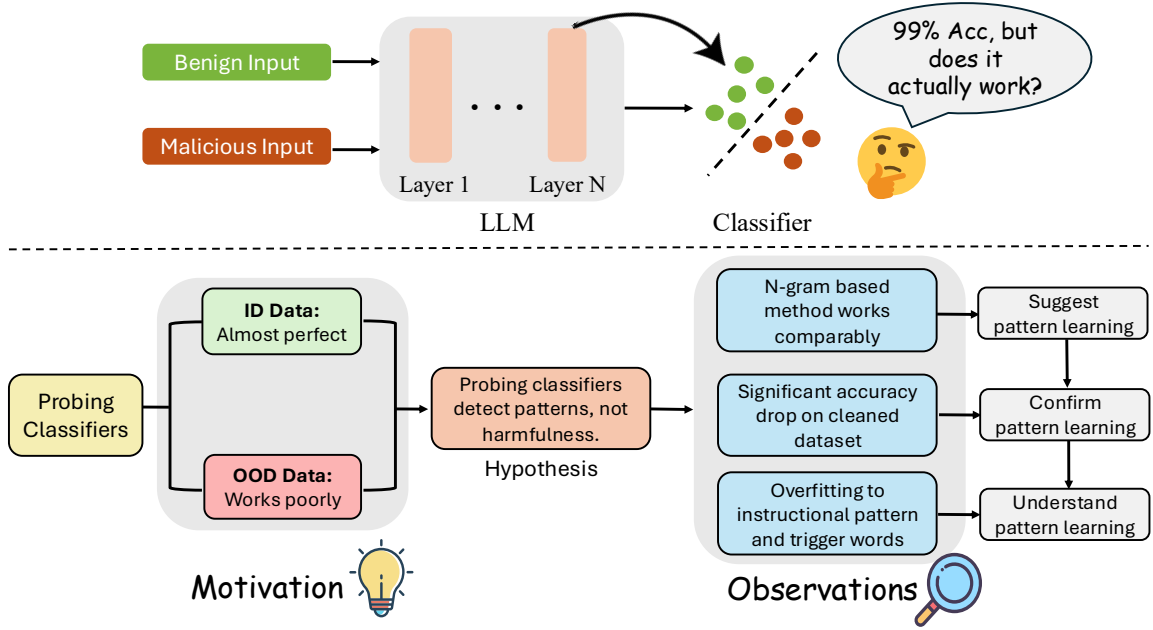 Benign Input
Malicious Input
Layer 1
Layer N
LLM
Classifier
99% Acc, but
does it
actually work?
Probing
Classifiers
ID Data:
Almost perfect
OOD Data:
Works poorly
Motivation
Probing classifiers
detect patterns, not
harmfulness.
Hypothesis
N-gram based
method works
comparably
Significant accuracy
drop on cleaned
dataset
Overfitting to
instructional pattern
and trigger words
Observations
Suggest
pattern learning
Confirm
pattern learning
Understand
pattern learning